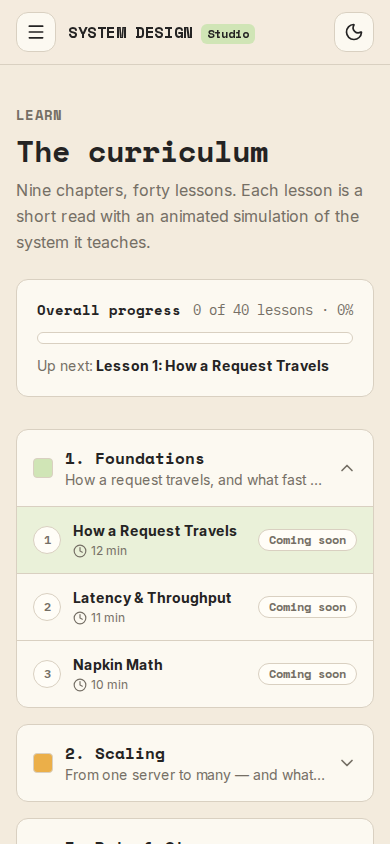 SYSTEM DESIGN Studio
LEARN
The curriculum
Nine chapters, forty lessons. Each lesson is a
short read with an animated simulation of the
system it teaches.
Overall progress 0 of 40 lessons · 0%
Up next: Lesson 1: How a Request Travels
1. Foundations
How a request travels, and what fast ...
1 How a Request Travels Coming soon
12 min
2 Latency & Throughput Coming soon
11 min
3 Napkin Math Coming soon
10 min
2. Scaling
From one server to many — and what...